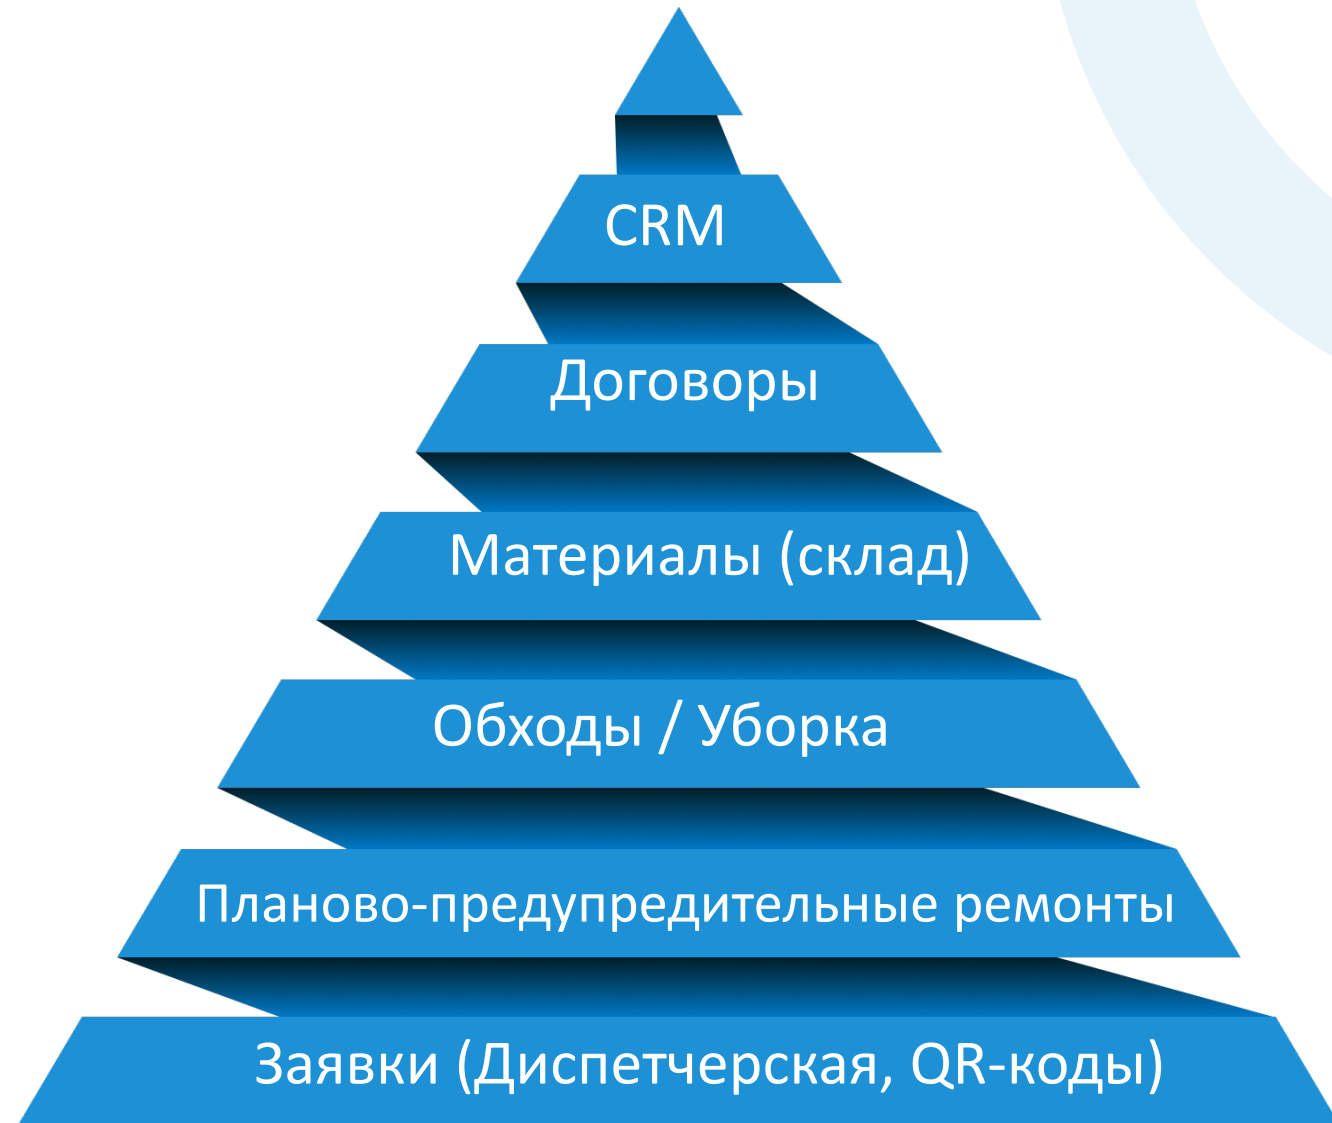 CRM
Договоры
Материалы (склад)
Обходы / Уборка
Планово-предупредительные ремонты
Заявки (Диспетчерская, QR-коды)